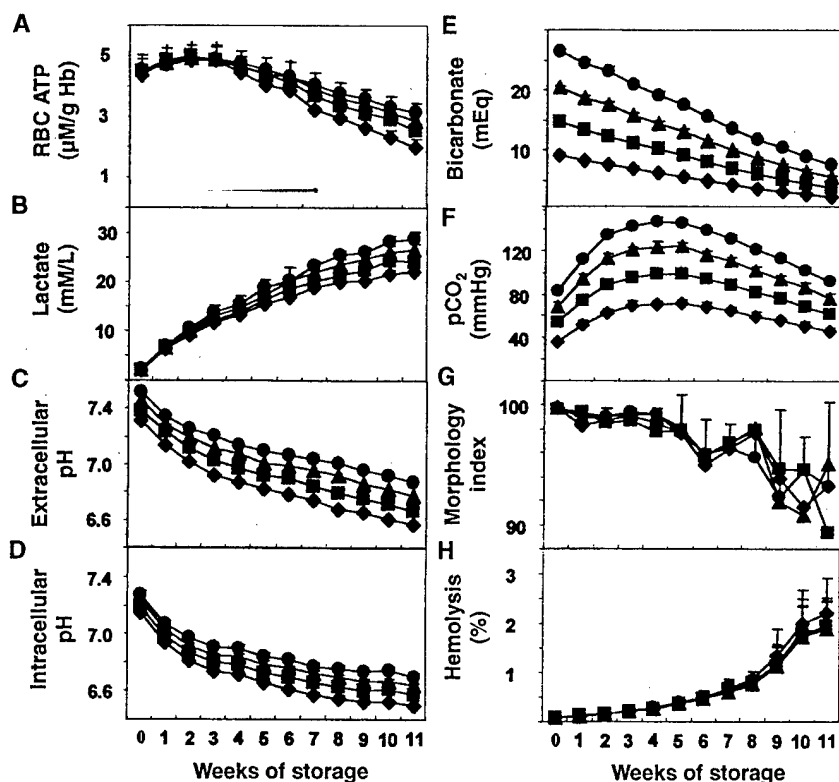 A
RBC ATP
(µM/g Hb)
5
3
1
B
Lactate
(mM/L)
30
20
10
C
Extracellular
pH
7.4
7.0
6.6
D
Intracellular
pH
7.4
7.0
6.6
0 1 2 3 4 5 6 7 8 9 10 11
Weeks of storage
E
Bicarbonate
(mEq)
20
10
F
pCO2
(mmHg)
120
80
40
G
Morphology
index
100
90
H
Hemolysis
(%)
3
2
1
0 1 2 3 4 5 6 7 8 9 10 11
Weeks of storage